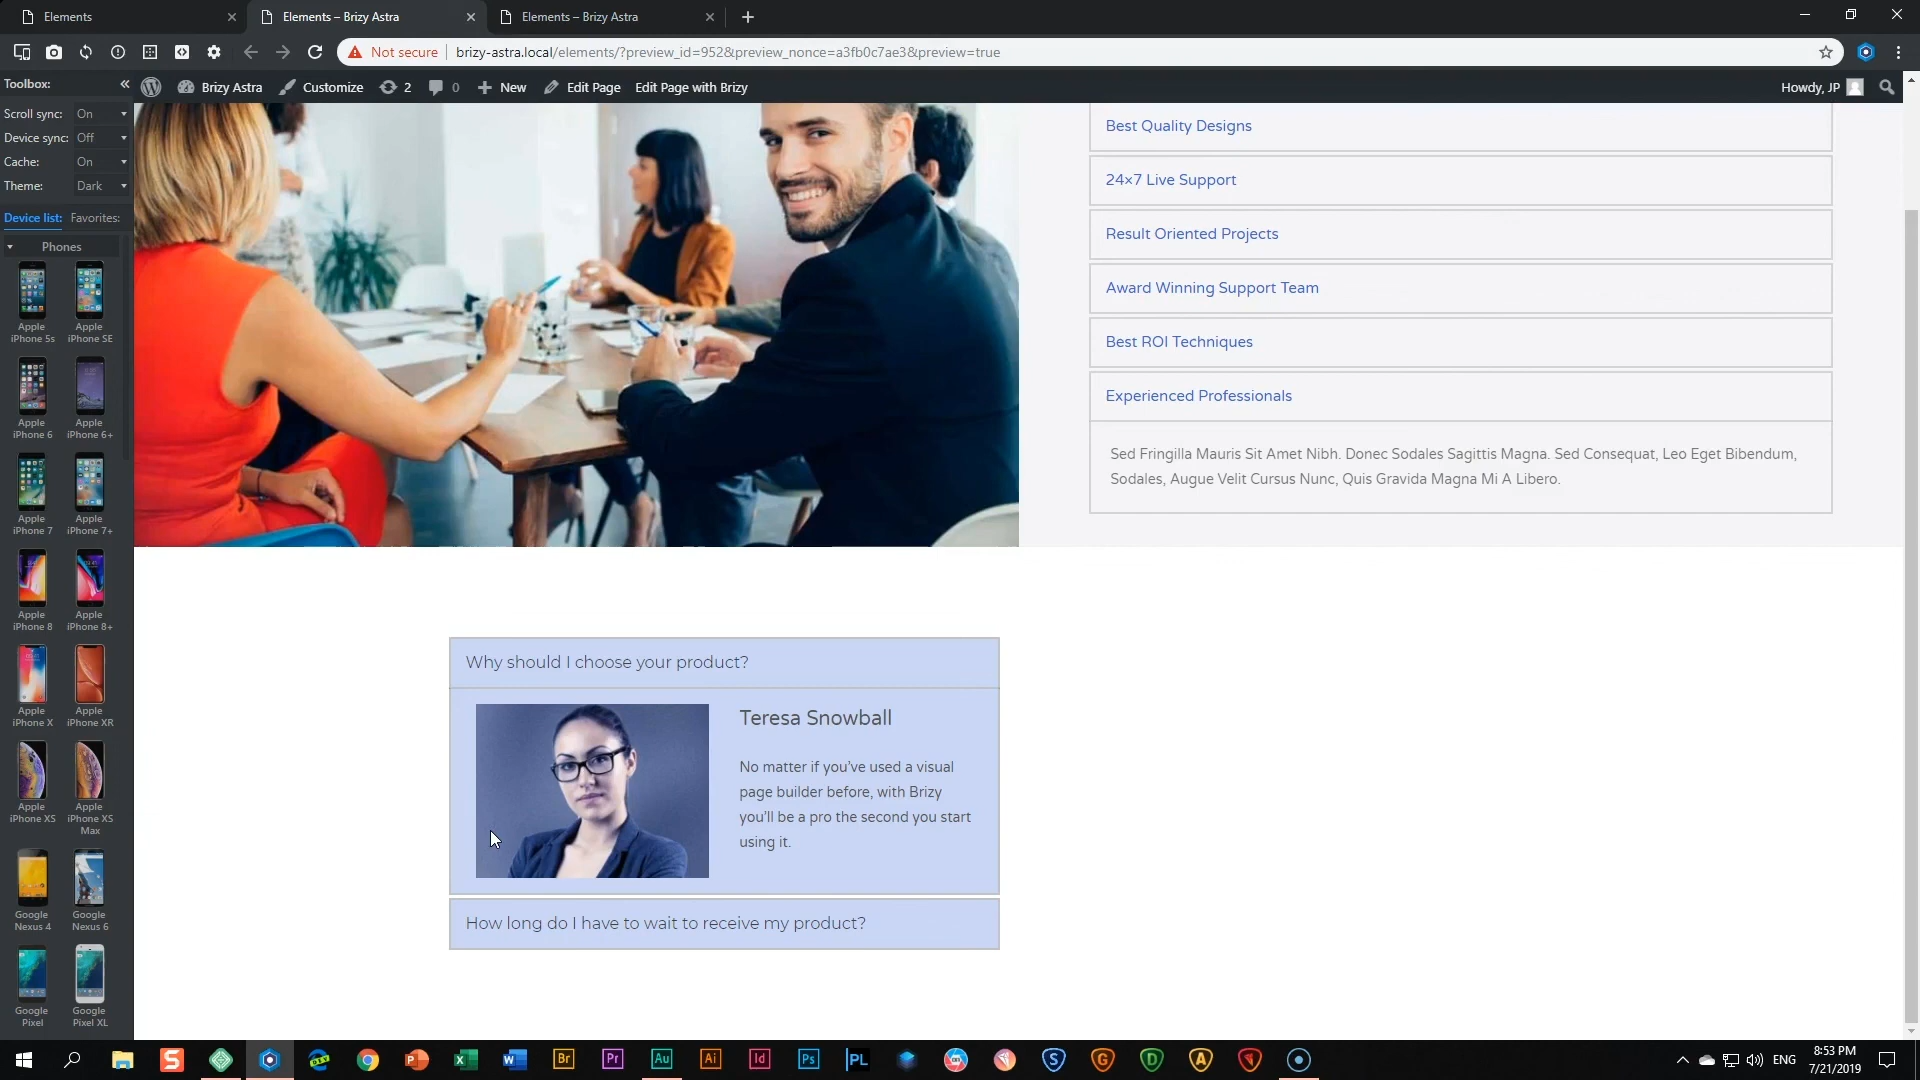 Elements
Elements – Brizy Astra
Elements – Brizy Astra
Not secure
brizy-astra.local/elements/?preview_id=952&preview_nonce=a3fb0c7ae3&preview=true
Toolbox:
Brizy Astra
Customize
2
0
New
Edit Page
Edit Page with Brizy
Howdy, JP
Scroll sync: On
Device sync: Off
Cache: On
Theme: Dark
Device list: Favorites:
Phones
Apple iPhone 5s
Apple iPhone SE
Apple iPhone 6
Apple iPhone 6+
Apple iPhone 7
Apple iPhone 7+
Apple iPhone 8
Apple iPhone 8+
Apple iPhone X
Apple iPhone XR
Apple iPhone XS
Apple iPhone XS Max
Google Nexus 4
Google Nexus 6
Google Pixel
Google Pixel XL
Best Quality Designs
24×7 Live Support
Result Oriented Projects
Award Winning Support Team
Best ROI Techniques
Experienced Professionals
Sed Fringilla Mauris Sit Amet Nibh. Donec Sodales Sagittis Magna. Sed Consequat, Leo Eget Bibendum,
Sodales, Augue Velit Cursus Nunc, Quis Gravida Magna Mi A Libero.
Why should I choose your product?
Teresa Snowball
No matter if you've used a visual
page builder before, with Brizy
you'll be a pro the second you start
using it.
How long do I have to wait to receive my product?
Br
Pr
Au
Ai
Id
Ps
PL
ENG
8:53 PM
7/21/2019